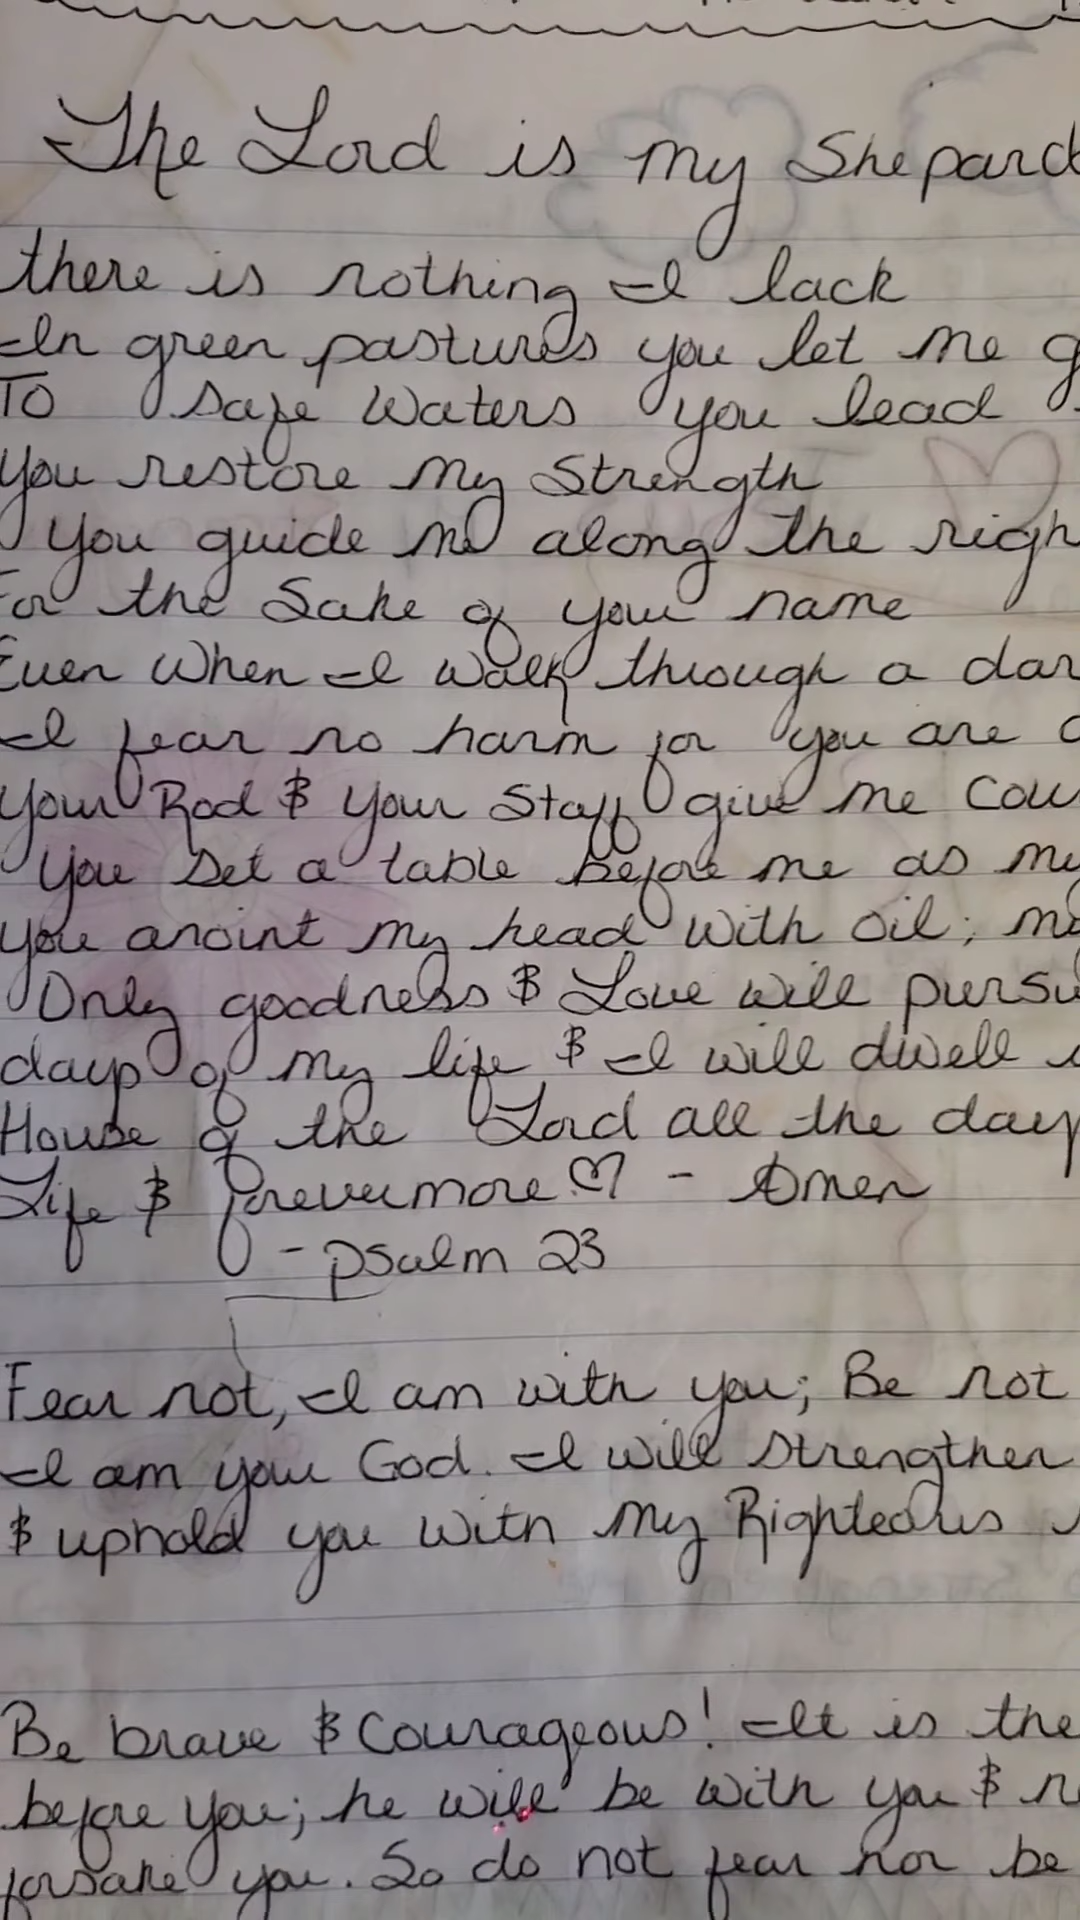 The Lord is my Shepard
there is nothing I lack
In green pastures you let me
To safe Waters you lead
You restore my Strength
You guide me along the
For the Sake of your name
Even When I walk through a
I fear no harm for you are
Your Rod & your Staff give me
You set a table before me as my
You anoint my head With oil;
Only goodness & Love will
days of my life & I will dwell
House of the Lord all the
Life & forevermore ♡ - Amen
- Psalm 23
Fear not, I am with you; Be not
I am your God. I will strengthen
& uphold you with my Righteous
Be brave & Courageous! It is the
before you; he will be with you &
forsake you. So do not fear nor be